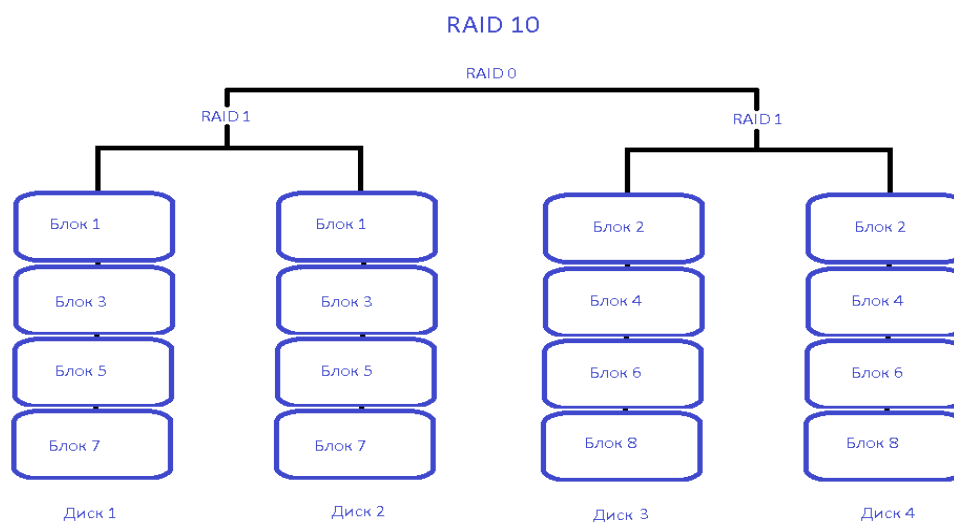 RAID 10
RAID 0
RAID 1
RAID 1
Блок 1
Блок 1
Блок 2
Блок 2
Блок 3
Блок 3
Блок 4
Блок 4
Блок 5
Блок 5
Блок 6
Блок 6
Блок 7
Блок 7
Блок 8
Блок 8
Диск 1
Диск 2
Диск 3
Диск 4